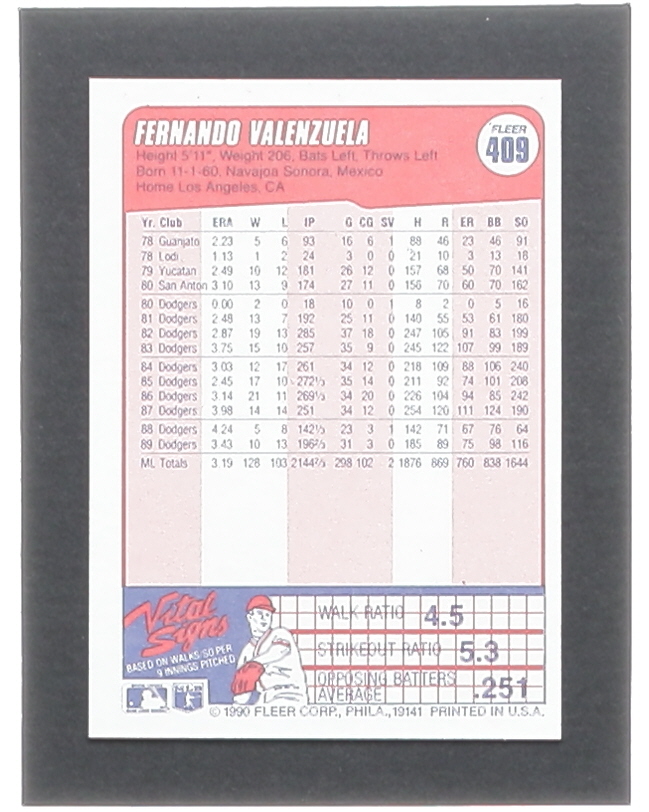 FERNANDO VALENZUELA
FLEER
409
Height 5'11", Weight 206, Bats Left, Throws Left
Born 11-1-60, Navajoa Sonora, Mexico
Home Los Angeles, CA
Yr. Club ERA W L IP G CG SV H R ER BB SO
78 Guanjato 2.23 5 6 93 16 6 1 88 46 23 46 91
78 Lodi 1.13 1 2 24 3 0 0 21 10 3 13 18
79 Yucatan 2.49 10 12 181 26 12 0 157 68 50 70 141
80 San Anton 3.10 13 9 174 27 11 0 156 70 60 70 162
80 Dodgers 0.00 2 0 18 10 0 1 8 2 0 5 16
81 Dodgers 2.48 13 7 192 25 11 0 140 55 53 61 180
82 Dodgers 2.87 19 13 285 37 18 0 247 105 91 83 199
83 Dodgers 3.75 15 10 257 35 9 0 245 122 107 99 189
84 Dodgers 3.03 12 17 261 34 12 0 218 109 88 106 240
85 Dodgers 2.45 17 10 272⅓ 35 14 0 211 92 74 101 208
86 Dodgers 3.14 21 11 269⅓ 34 20 0 226 104 94 85 242
87 Dodgers 3.98 14 14 251 34 12 0 254 120 111 124 190
88 Dodgers 4.24 5 8 142⅓ 23 3 1 142 71 67 76 64
89 Dodgers 3.43 10 13 196⅔ 31 3 0 185 89 75 98 116
ML Totals 3.19 128 103 2144⅔ 298 102 2 1876 869 760 838 1644
Vital Signs
BASED ON WALKS/SO PER
9 INNINGS PITCHED
WALK RATIO 4.5
STRIKEOUT RATIO 5.3
OPPOSING BATTERS
AVERAGE .251
© 1990 FLEER CORP., PHILA., 19141 PRINTED IN U.S.A.